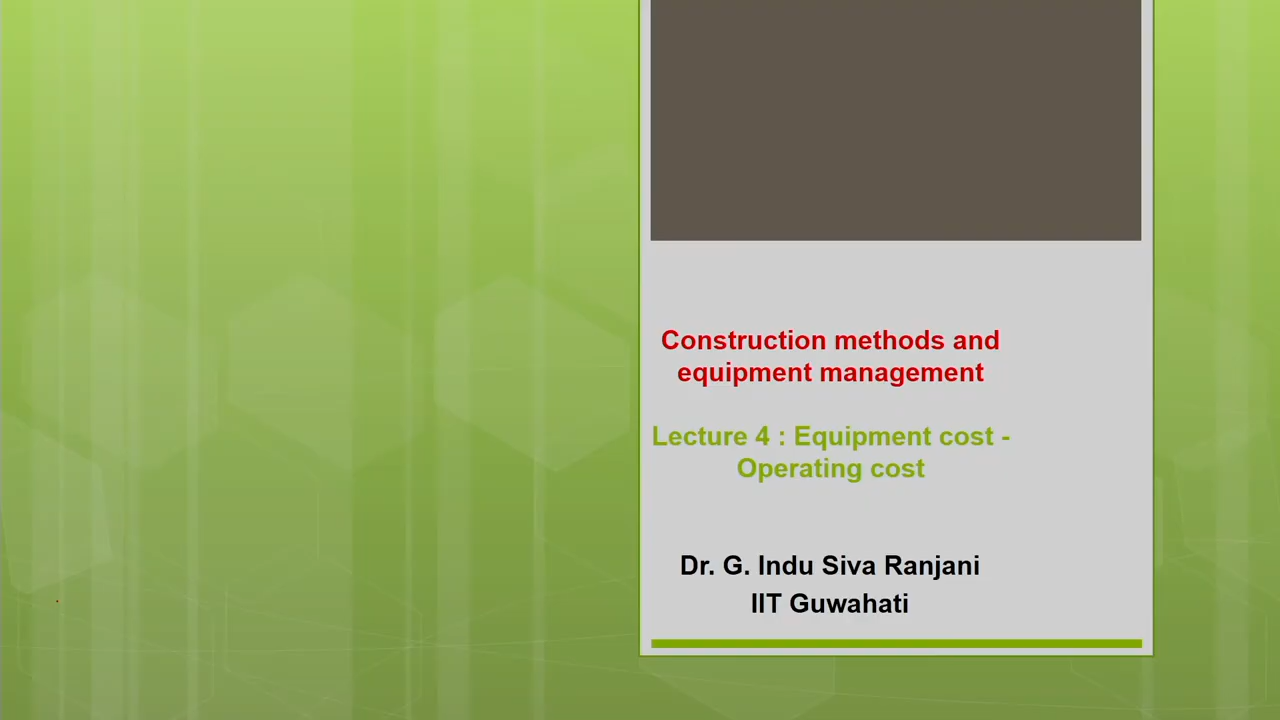 Construction methods and
equipment management
Lecture 4 : Equipment cost -
Operating cost
Dr. G. Indu Siva Ranjani
IIT Guwahati